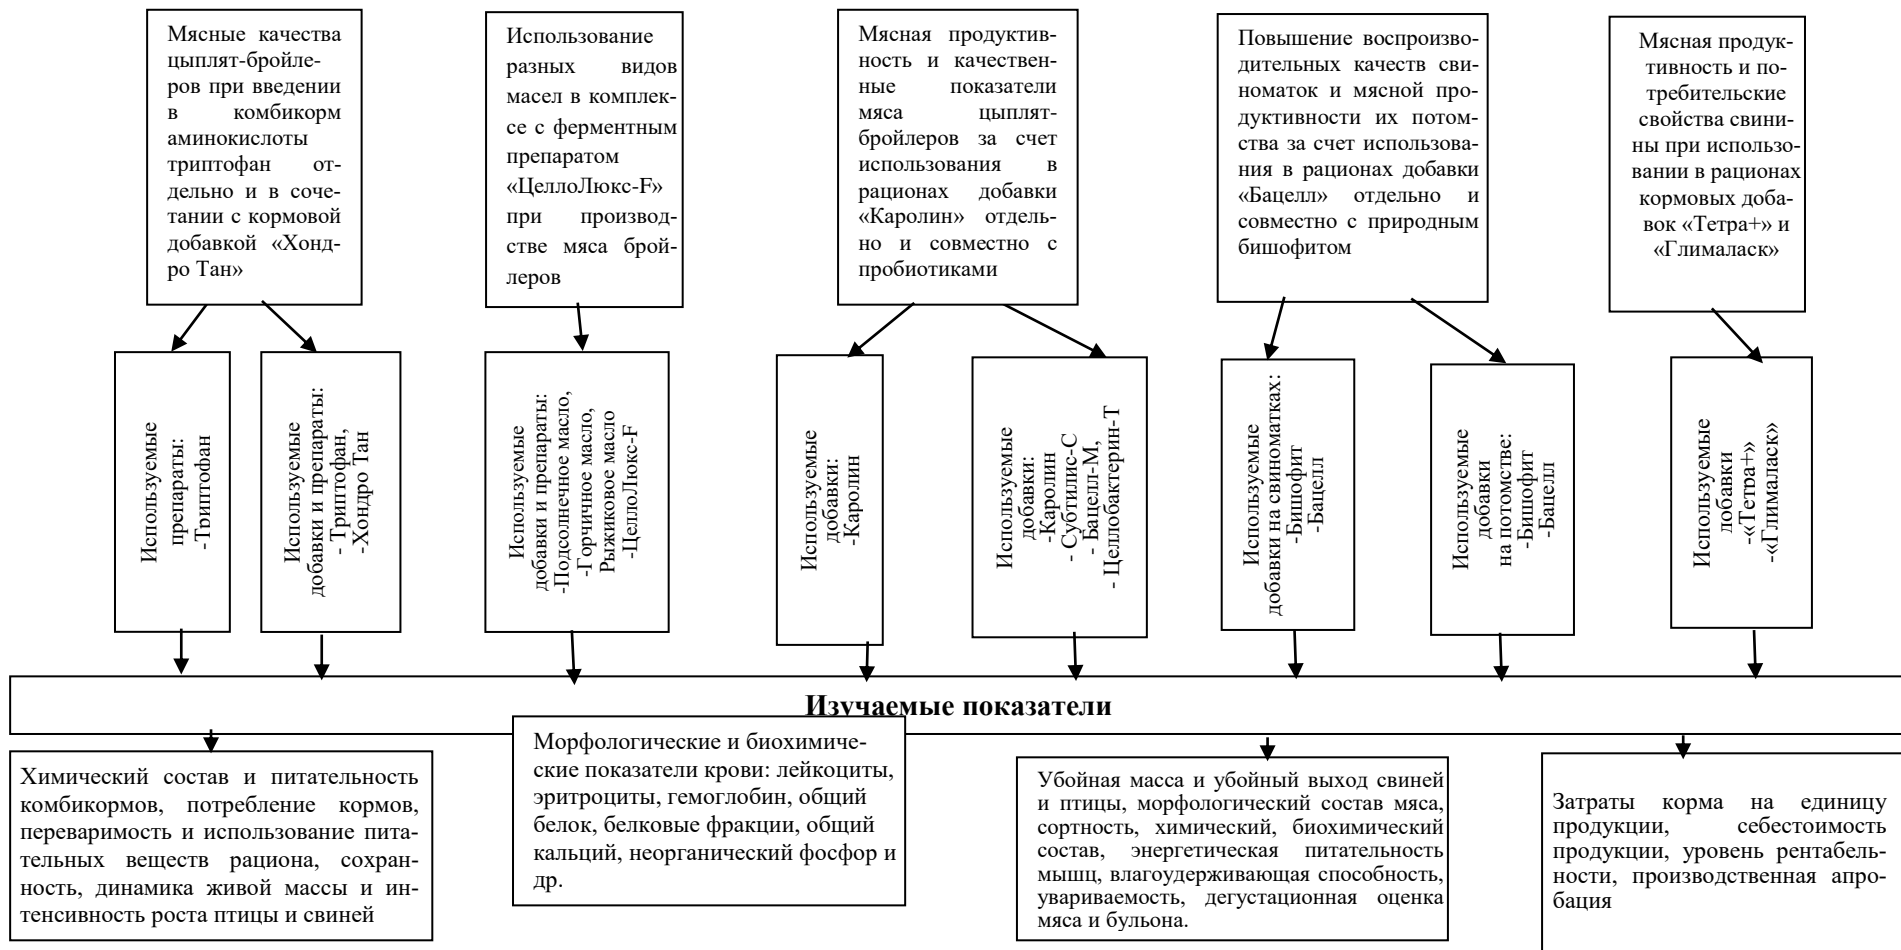 Мясные качества
цыплят-бройле-
ров при введении
в комбикорм
аминокислоты
триптофан от-
дельно и в соче-
тании с кормовой
добавкой «Хонд-
ро Тан»
Использование
разных видов
масел в комплек-
се с ферментным
препаратом
«ЦеллоЛюкс-F»
при производ-
стве мяса брой-
леров
Мясная продуктив-
ность и качествен-
ные показатели
мяса цыплят-
бройлеров за счет
использования в
рационах добавки
«Каролин» отдель-
но и совместно с
пробиотиками
Повышение воспроизво-
дительных качеств сви-
номаток и мясной про-
дуктивности их потом-
ства за счет использова-
ния в рационах добавки
«Бацелл» отдельно и
совместно с природным
бишофитом
Мясная продук-
тивность и по-
требительские
свойства свини-
ны при использо-
вании в рационах
кормовых доба-
вок «Тетра+» и
«Глималаск»
Используемые
препараты:
-Триптофан
Используемые
добавки и препараты:
- Триптофан,
-Хондро Тан
Используемые
добавки и препараты:
-Подсолнечное масло,
-Горчичное масло,
Рыжиковое масло
-ЦеллоЛюкс-F
Используемые
добавки:
-Каролин
Используемые
добавки:
-Каролин
- Субтилис-С
- Бацелл-М,
- Целлобактерин-Т
Используемые
добавки на свиноматках:
-Бишофит
-Бацелл
Используемые
добавки
на потомстве:
-Бишофит
-Бацелл
Используемые
добавки
-«Тетра+»
-«Глималаск»
Изучаемые показатели
Химический состав и питательность
комбикормов, потребление кормов,
переваримость и использование пита-
тельных веществ рациона, сохран-
ность, динамика живой массы и ин-
тенсивность роста птицы и свиней
Морфологические и биохимиче-
ские показатели крови: лейкоциты,
эритроциты, гемоглобин, общий
белок, белковые фракции, общий
кальций, неорганический фосфор и
др.
Убойная масса и убойный выход свиней
и птицы, морфологический состав мяса,
сортность, химический, биохимический
состав, энергетическая питательность
мышц, влагоудерживающая способность,
увариваемость, дегустационная оценка
мяса и бульона.
Затраты корма на единицу
продукции, себестоимость
продукции, уровень рентабель-
ности, производственная апро-
бация